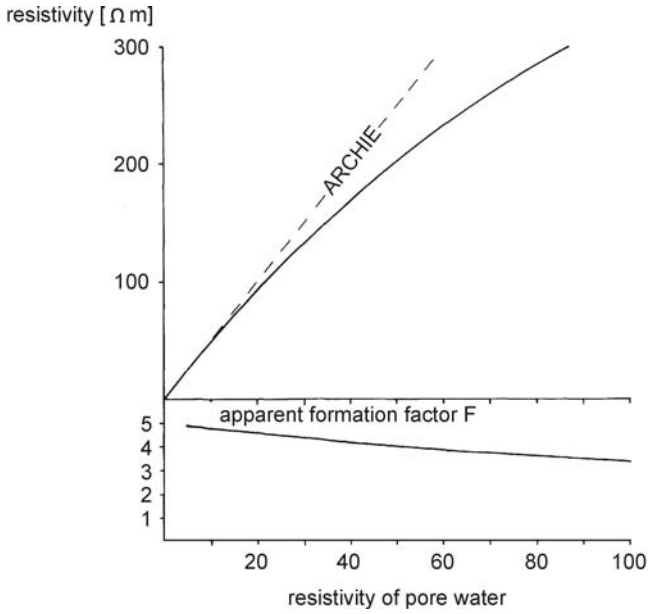 resistivity [Ωm]
300
200
100
ARCHIE
apparent formation factor F
5
4
3
2
1
20 40 60 80 100
resistivity of pore water